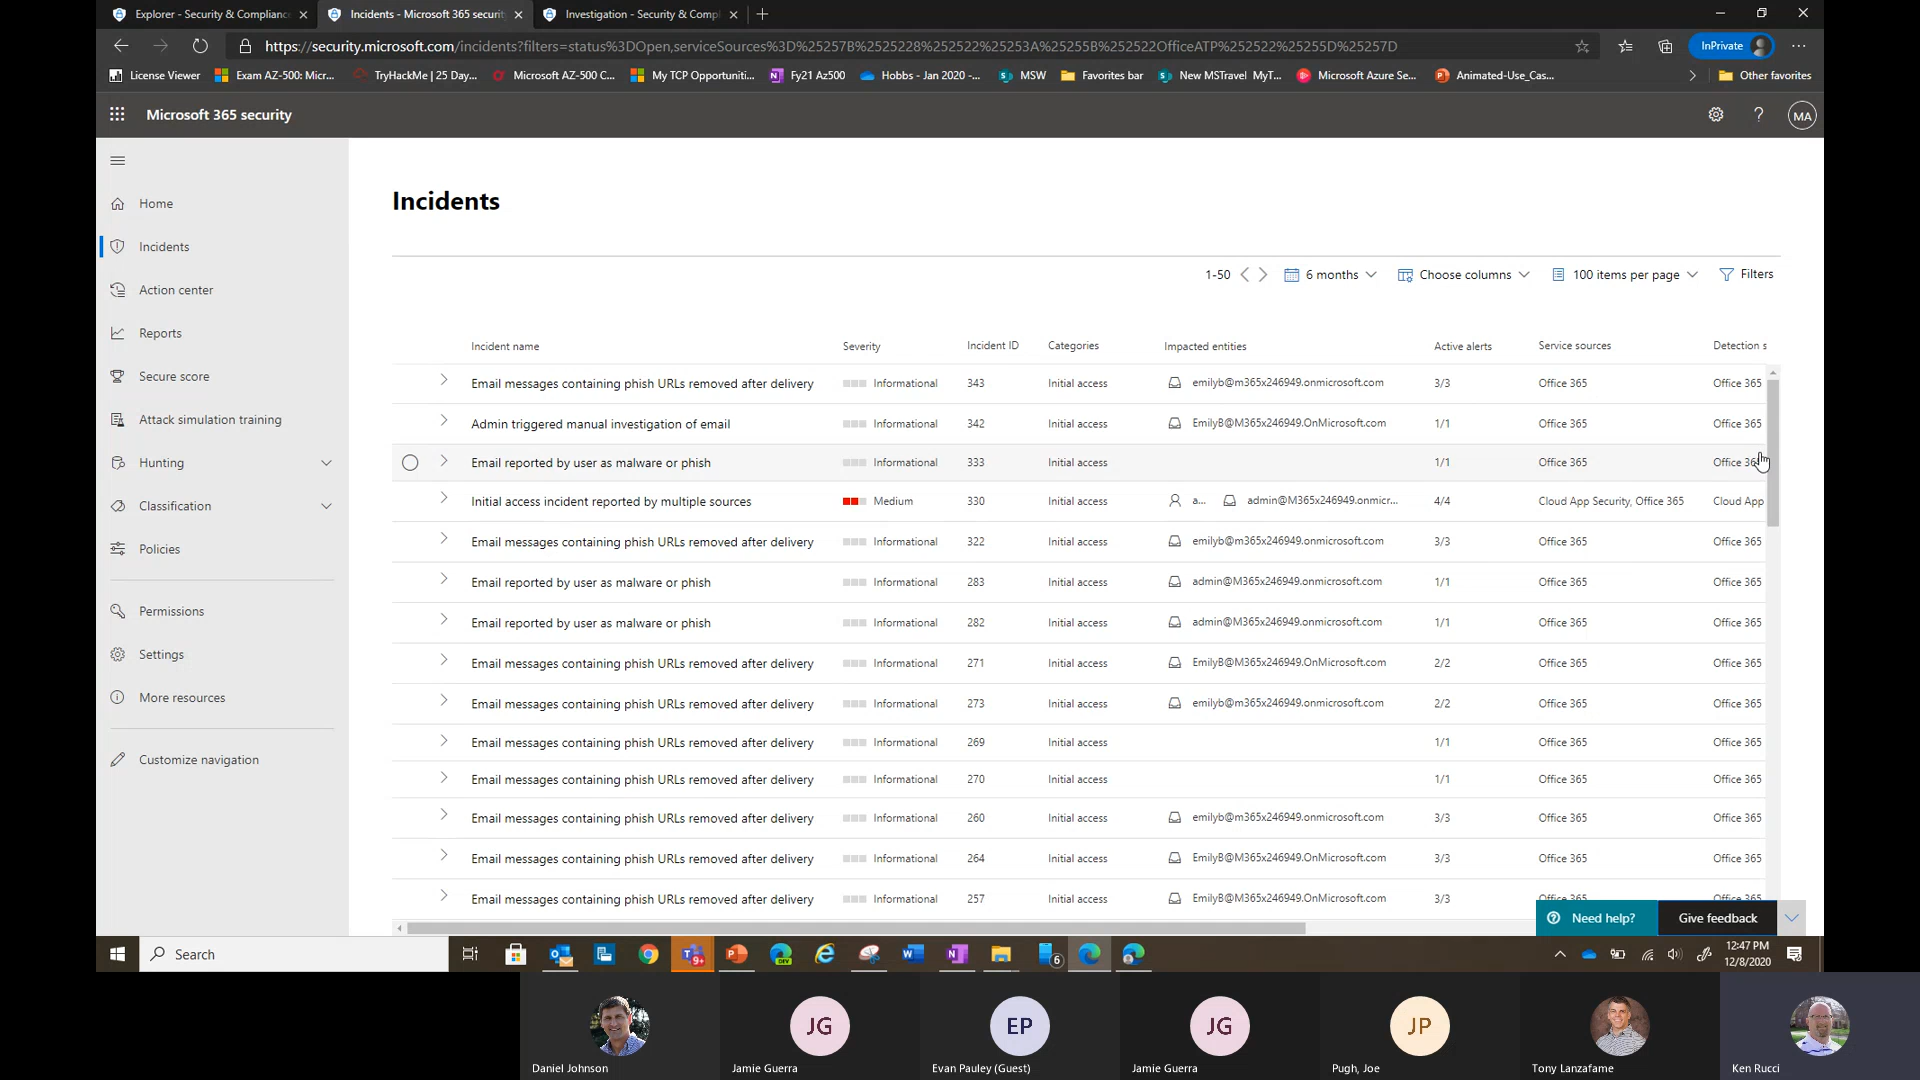 Explorer - Security & Compliance
Incidents - Microsoft 365 securit
Investigation - Security & Compl
https://security.microsoft.com/incidents?filters=status%3DOpen,serviceSources%3D%25257B%2525228%252522%25253A%25255B%252522OfficeATP%252522%25255D%25257D
InPrivate
License Viewer
Exam AZ-500: Micr...
TryHackMe | 25 Day...
Microsoft AZ-500 C...
My TCP Opportuniti...
Fy21 Az500
Hobbs - Jan 2020 -...
MSW
Favorites bar
New MSTravel MyT...
Microsoft Azure Se...
Animated-Use_Cas...
Other favorites
Microsoft 365 security
?
MA
Home
Incidents
Action center
Reports
Secure score
Attack simulation training
Hunting
Classification
Policies
Permissions
Settings
More resources
Customize navigation
Incidents
1-50 6 months Choose columns 100 items per page Filters
Incident name Severity Incident ID Categories Impacted entities Active alerts Service sources Detection s
Email messages containing phish URLs removed after delivery Informational 343 Initial access emilyb@m365x246949.onmicrosoft.com 3/3 Office 365 Office 365
Admin triggered manual investigation of email Informational 342 Initial access EmilyB@M365x246949.OnMicrosoft.com 1/1 Office 365 Office 365
Email reported by user as malware or phish Informational 333 Initial access 1/1 Office 365 Office 36
Initial access incident reported by multiple sources Medium 330 Initial access a... admin@M365x246949.onmicr... 4/4 Cloud App Security, Office 365 Cloud App
Email messages containing phish URLs removed after delivery Informational 322 Initial access emilyb@m365x246949.onmicrosoft.com 3/3 Office 365 Office 365
Email reported by user as malware or phish Informational 283 Initial access admin@M365x246949.onmicrosoft.com 1/1 Office 365 Office 365
Email reported by user as malware or phish Informational 282 Initial access admin@M365x246949.onmicrosoft.com 1/1 Office 365 Office 365
Email messages containing phish URLs removed after delivery Informational 271 Initial access EmilyB@M365x246949.OnMicrosoft.com 2/2 Office 365 Office 365
Email messages containing phish URLs removed after delivery Informational 273 Initial access emilyb@m365x246949.onmicrosoft.com 2/2 Office 365 Office 365
Email messages containing phish URLs removed after delivery Informational 269 Initial access 1/1 Office 365 Office 365
Email messages containing phish URLs removed after delivery Informational 270 Initial access 1/1 Office 365 Office 365
Email messages containing phish URLs removed after delivery Informational 260 Initial access emilyb@m365x246949.onmicrosoft.com 3/3 Office 365 Office 365
Email messages containing phish URLs removed after delivery Informational 264 Initial access EmilyB@M365x246949.OnMicrosoft.com 3/3 Office 365 Office 365
Email messages containing phish URLs removed after delivery Informational 257 Initial access EmilyB@M365x246949.OnMicrosoft.com 3/3 Office 365 Office 365
Need help? Give feedback
Search
9+
DEV
6
12:47 PM
12/8/2020
JG
EP
JG
JP
Daniel Johnson
Jamie Guerra
Evan Pauley (Guest)
Jamie Guerra
Pugh, Joe
Tony Lanzafame
Ken Rucci